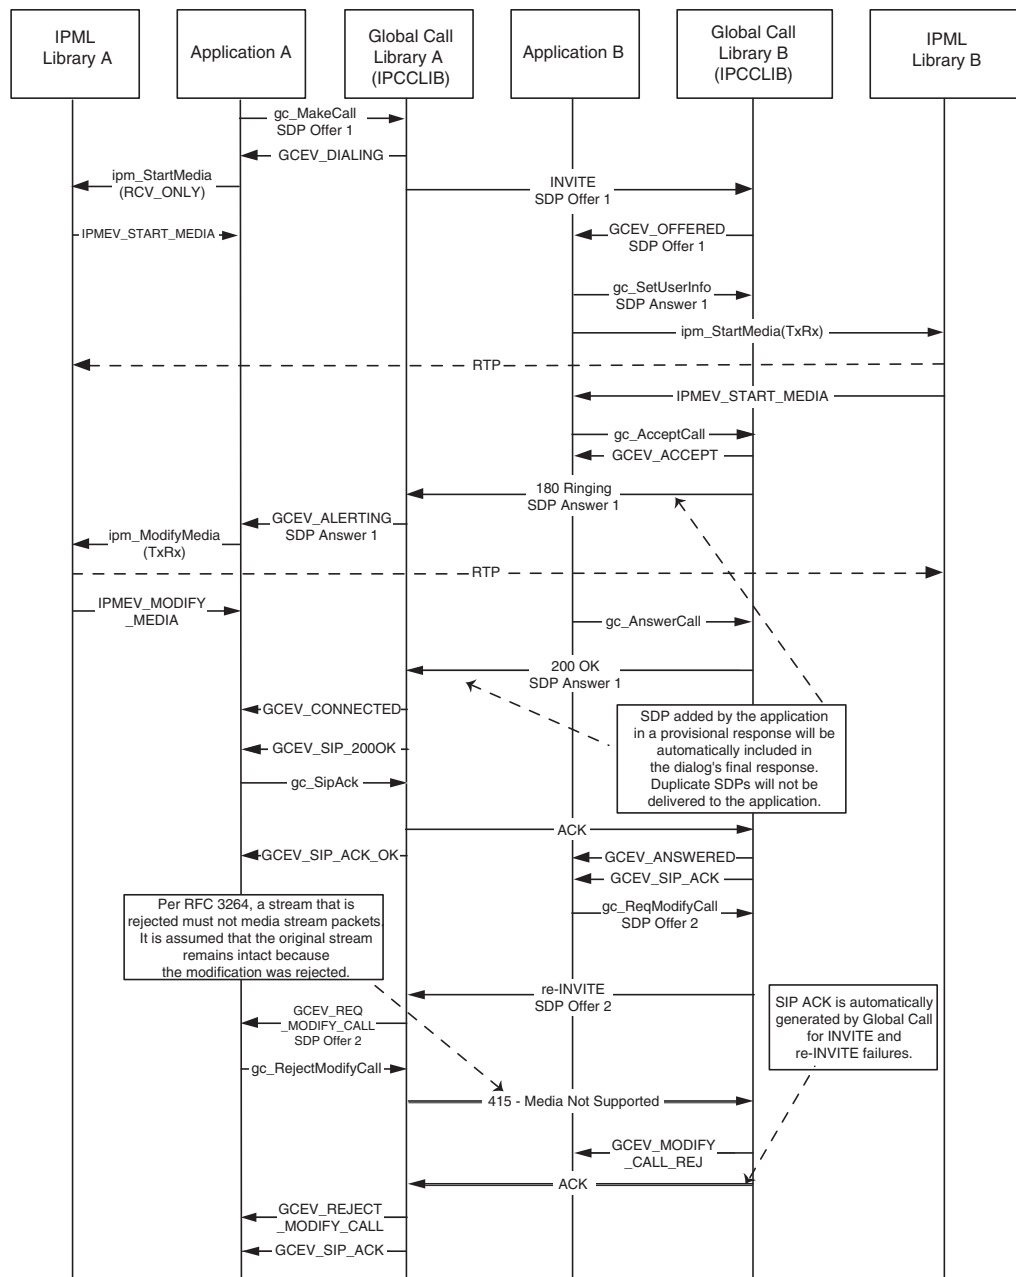 IPML
Library A
Application A
Global Call
Library A
(IPCCLIB)
Application B
Global Call
Library B
(IPCCLIB)
IPML
Library B
gc_MakeCall
SDP Offer 1
GCEV_DIALING
ipm_StartMedia
(RCV_ONLY)
INVITE
SDP Offer 1
IPMEV_START_MEDIA
GCEV_OFFERED
SDP Offer 1
gc_SetUserInfo
SDP Answer 1
ipm_StartMedia(TxRx)
RTP
IPMEV_START_MEDIA
gc_AcceptCall
GCEV_ACCEPT
180 Ringing
SDP Answer 1
GCEV_ALERTING
SDP Answer 1
ipm_ModifyMedia
(TxRx)
RTP
IPMEV_MODIFY
_MEDIA
gc_AnswerCall
200 OK
SDP Answer 1
GCEV_CONNECTED
SDP added by the application
in a provisional response will be
automatically included in
the dialog's final response.
Duplicate SDPs will not be
delivered to the application.
GCEV_SIP_200OK
gc_SipAck
ACK
GCEV_SIP_ACK_OK
GCEV_ANSWERED
GCEV_SIP_ACK
gc_ReqModifyCall
SDP Offer 2
Per RFC 3264, a stream that is
rejected must not media stream packets.
It is assumed that the original stream
remains intact because
the modification was rejected.
re-INVITE
SDP Offer 2
SIP ACK is automatically
generated by Global Call
for INVITE and
re-INVITE failures.
GCEV_REQ
_MODIFY_CALL
SDP Offer 2
gc_RejectModifyCall
415 - Media Not Supported
GCEV_MODIFY
_CALL_REJ
ACK
GCEV_REJECT
_MODIFY_CALL
GCEV_SIP_ACK